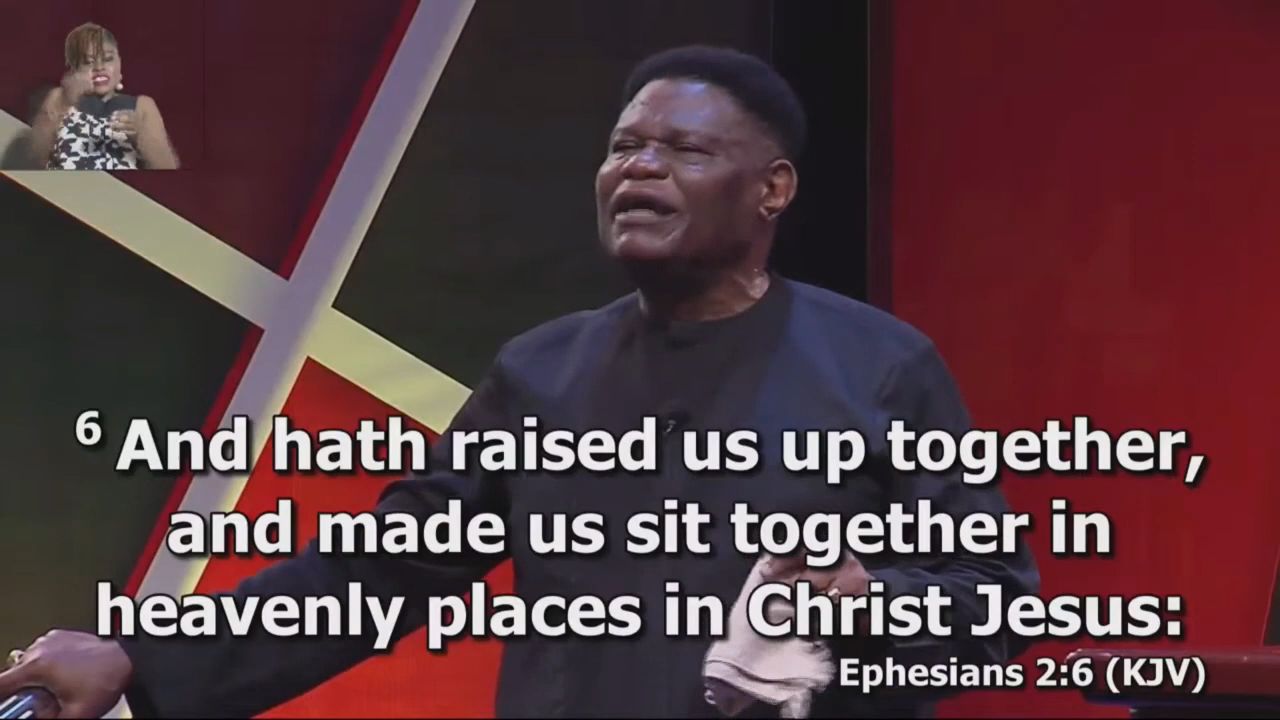 6 And hath raised us up together,
and made us sit together in
heavenly places in Christ Jesus:
Ephesians 2:6 (KJV)